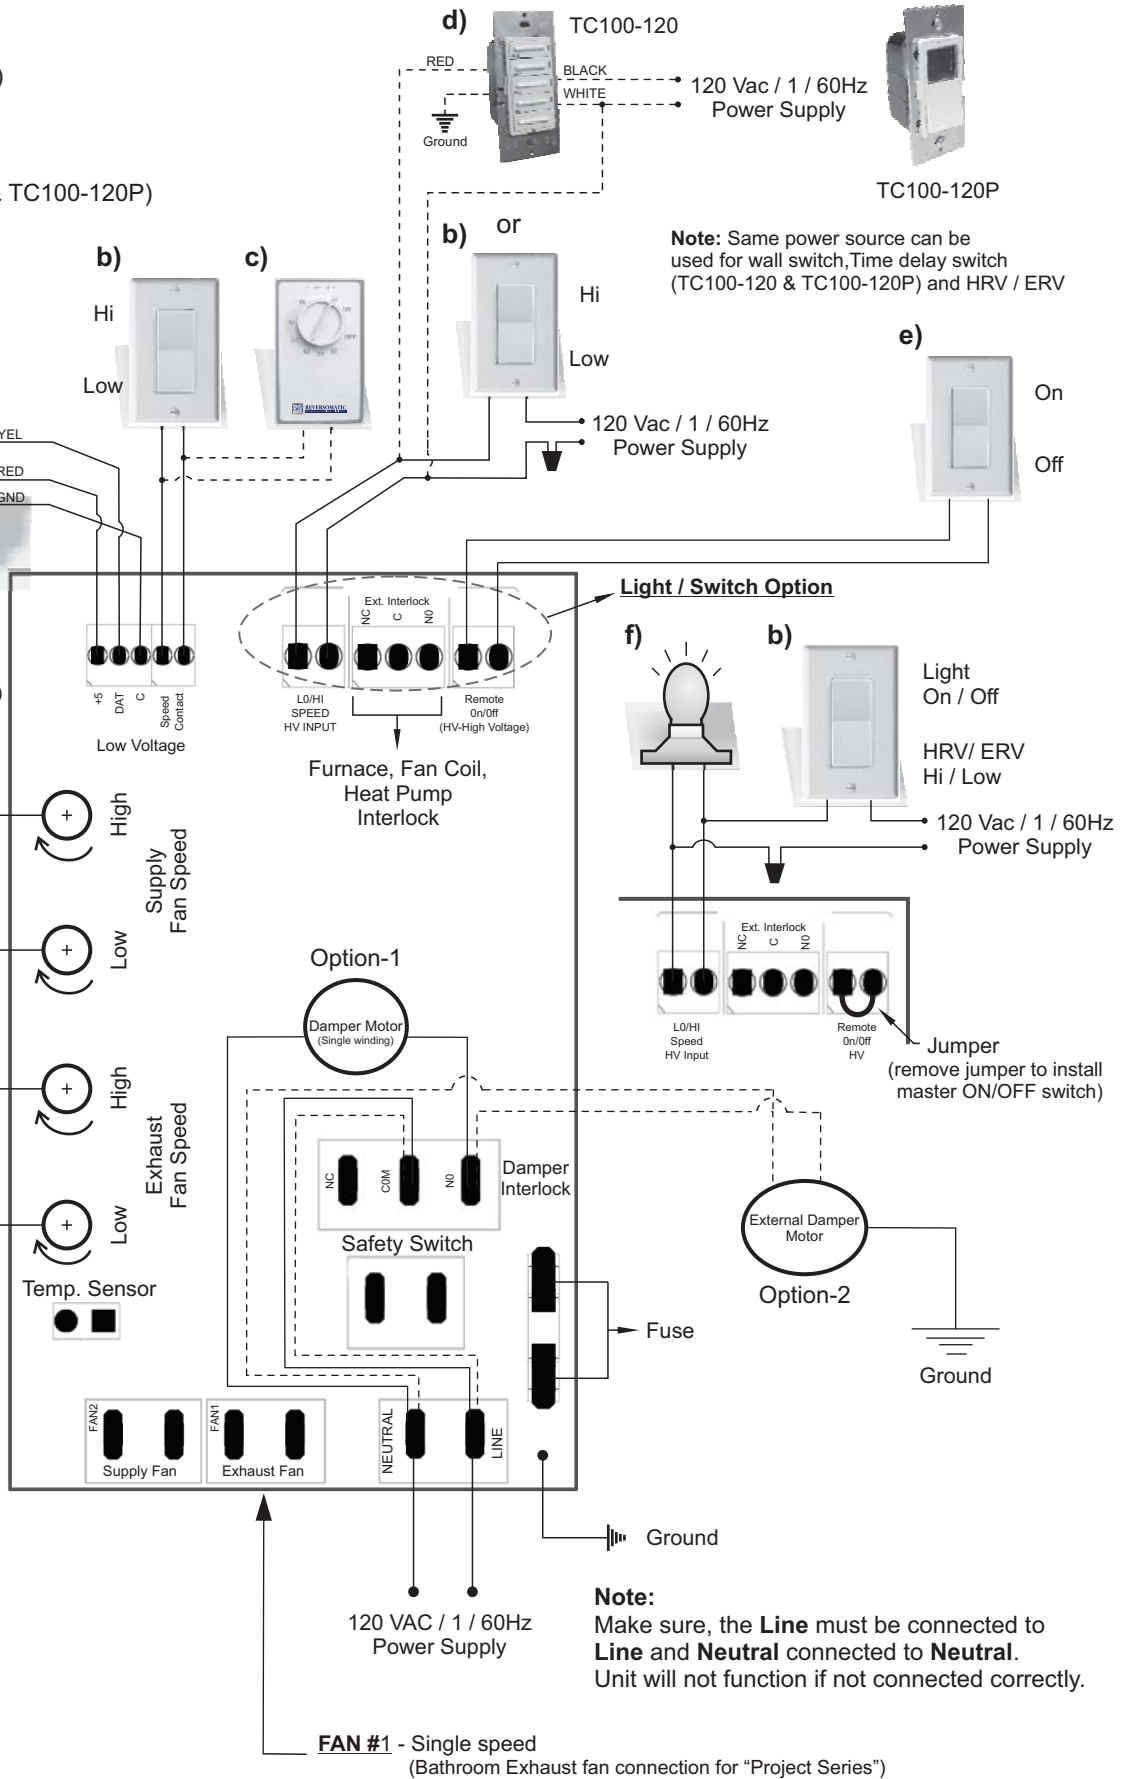 d)
TC100-120
RED
BLACK
WHITE
120 Vac / 1 / 60Hz
Power Supply
Ground
TC100-120P
)
& TC100-120P)
b)
Hi
Low
c)
REVERSOMATIC
b)
or
Hi
Low
Note: Same power source can be
used for wall switch,Time delay switch
(TC100-120 & TC100-120P) and HRV / ERV
e)
On
Off
120 Vac / 1 / 60Hz
Power Supply
YEL
RED
GND
Light / Switch Option
Ext. Interlock
NC
C
N0
L0/HI
SPEED
HV INPUT
Remote
0n/0ff
(HV-High Voltage)
+5
DAT
C
Speed
Contact
Low Voltage
Furnace, Fan Coil,
Heat Pump
Interlock
f)
b)
Light
On / Off
HRV/ ERV
Hi / Low
120 Vac / 1 / 60Hz
Power Supply
High
Low
Supply
Fan Speed
High
Low
Exhaust
Fan Speed
Ext. Interlock
NC
C
N0
L0/HI
Speed
HV Input
Remote
0n/0ff
HV
Jumper
(remove jumper to install
master ON/OFF switch)
Option-1
Damper Motor
(Single winding)
NC
C0M
N0
Damper
Interlock
Safety Switch
External Damper
Motor
Option-2
Ground
Fuse
Temp. Sensor
FAN2
Supply Fan
FAN1
Exhaust Fan
NEUTRAL
LINE
Ground
120 VAC / 1 / 60Hz
Power Supply
Note:
Make sure, the Line must be connected to
Line and Neutral connected to Neutral.
Unit will not function if not connected correctly.
FAN #1 - Single speed
(Bathroom Exhaust fan connection for “Project Series”)